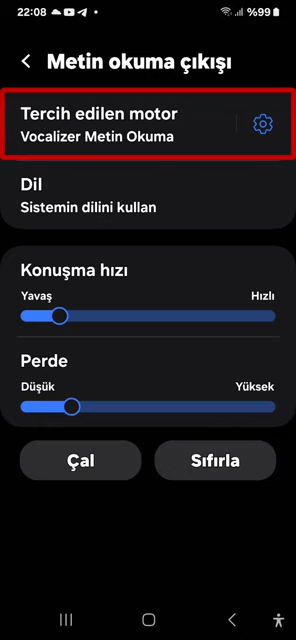 22:08
%99
Metin okuma çıkışı
Tercih edilen motor
Vocalizer Metin Okuma
Dil
Sistemin dilini kullan
Konuşma hızı
Yavaş Hızlı
Perde
Düşük Yüksek
Çal Sıfırla